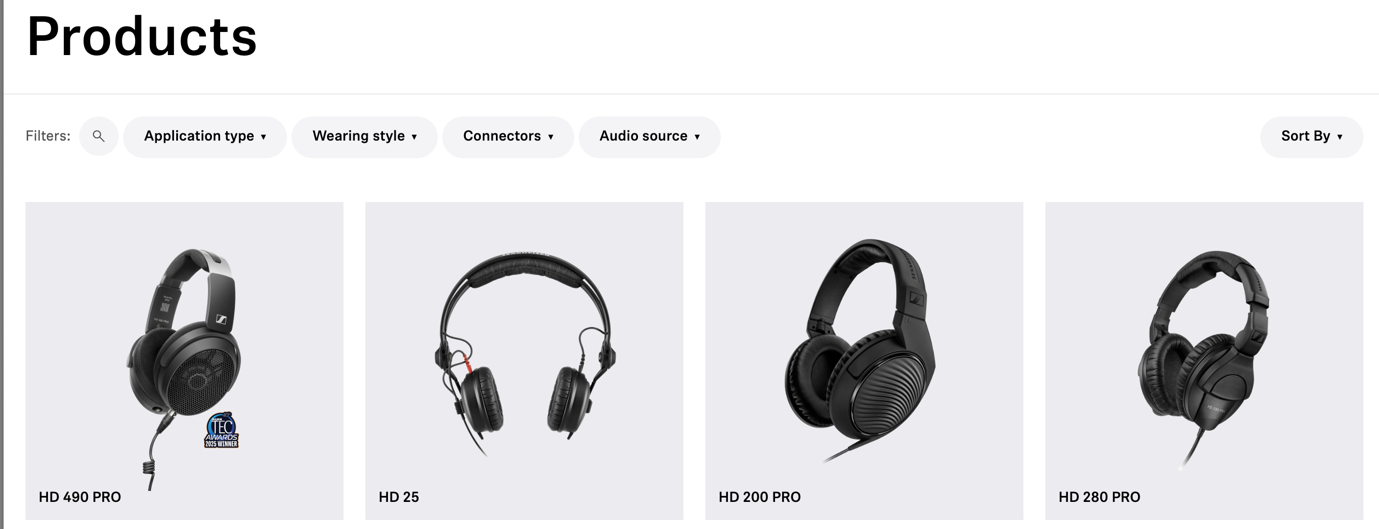 Products
Filters:
Application type ▾
Wearing style ▾
Connectors ▾
Audio source ▾
Sort By ▾
TEC
AWARDS
2025 WINNER
HD 490 PRO
HD 25
HD 200 PRO
HD 280 PRO